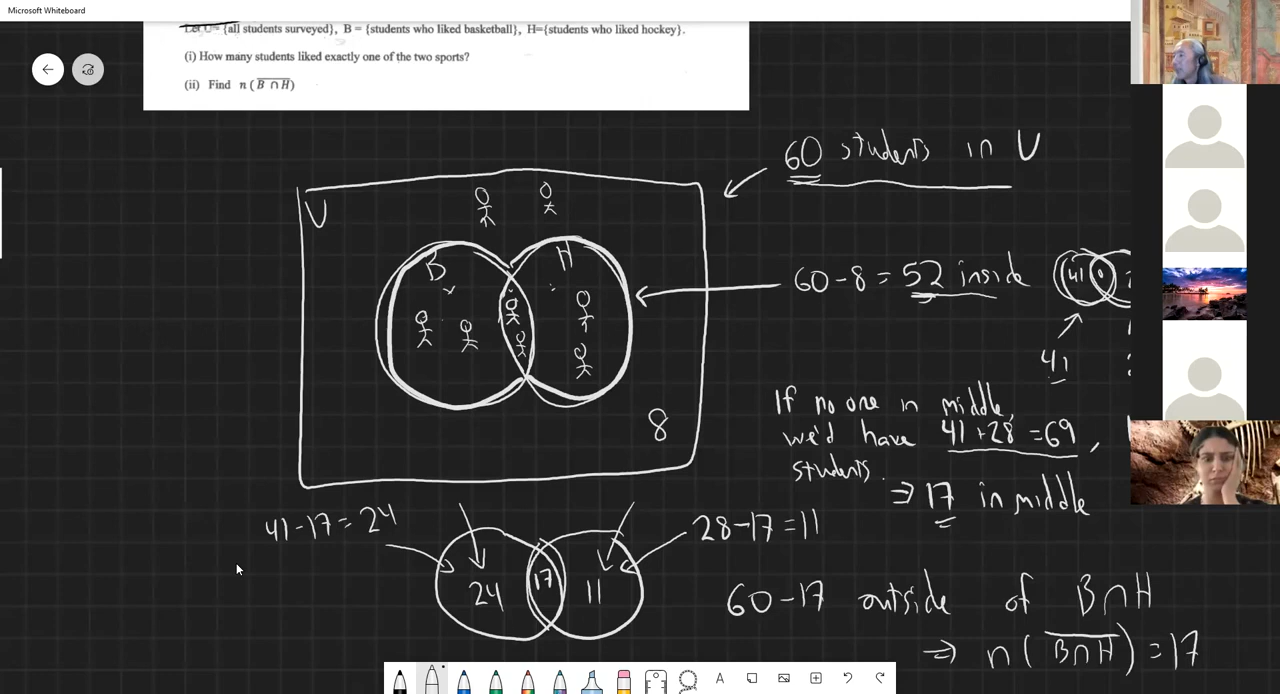 Microsoft Whiteboard
Let U = {all students surveyed}, B = {students who liked basketball}, H={students who liked hockey}.
(i) How many students liked exactly one of the two sports?
(ii) Find n ( B ∩ H )
60 students in U
U
B
H
60 - 8 = 52 inside
41 0
41
8
If no one in middle,
we'd have 41 + 28 = 69,
students.
⇒ 17 in middle
41 - 17 = 24
28 - 17 = 11
24 17 11
60 - 17 outside of B∩H
⇒ n( B∩H ) = 17
A